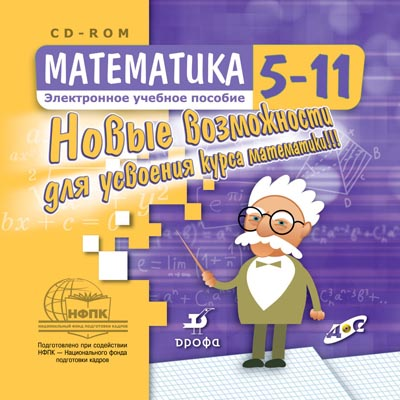 CD-ROM
МАТЕМАТИКА 5-11
Электронное учебное пособие
Новые возможности
для усвоения курса математики!!!
НФПК
НАЦИОНАЛЬНЫЙ ФОНД ПОДГОТОВКИ КАДРОВ
Подготовлено при содействии
НФПК — Национального фонда
подготовки кадров
ДРОФА